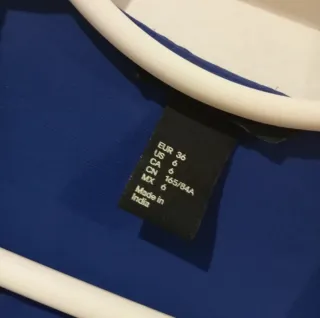 EUR 36
US 6
CA 6
CN 165/84A
MX 6
Made in
India